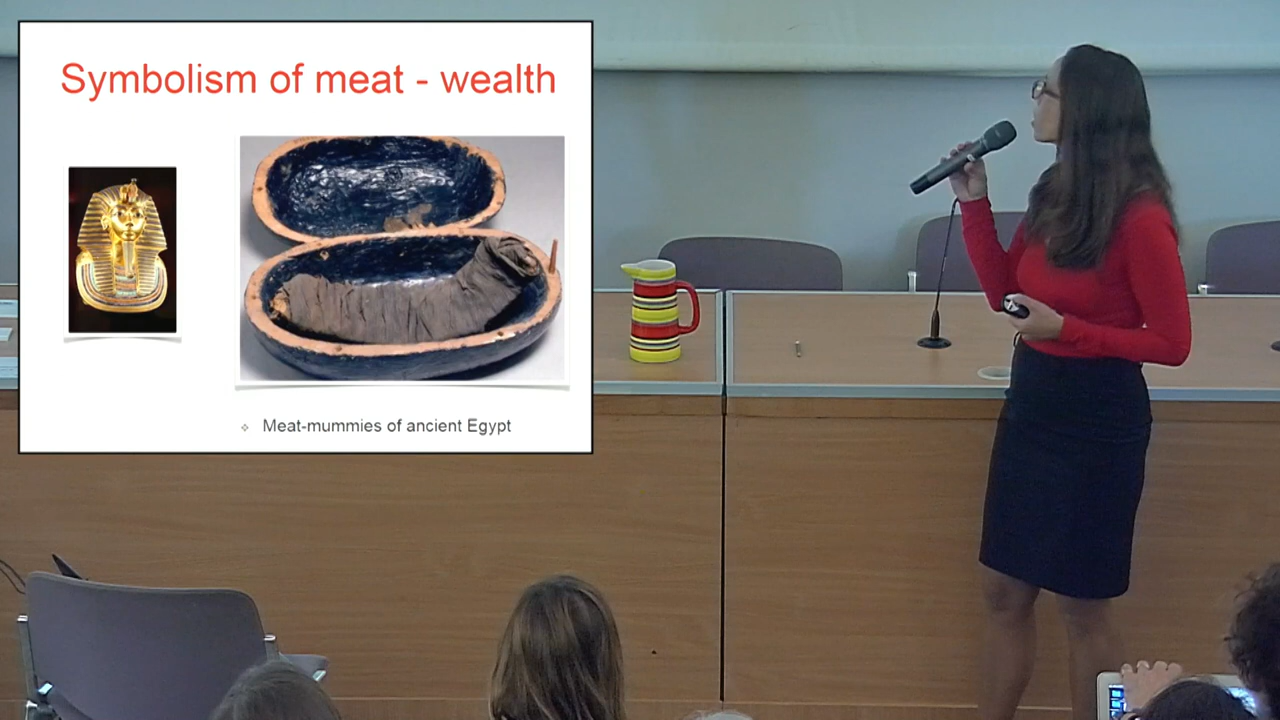 Symbolism of meat - wealth
Meat-mummies of ancient Egypt